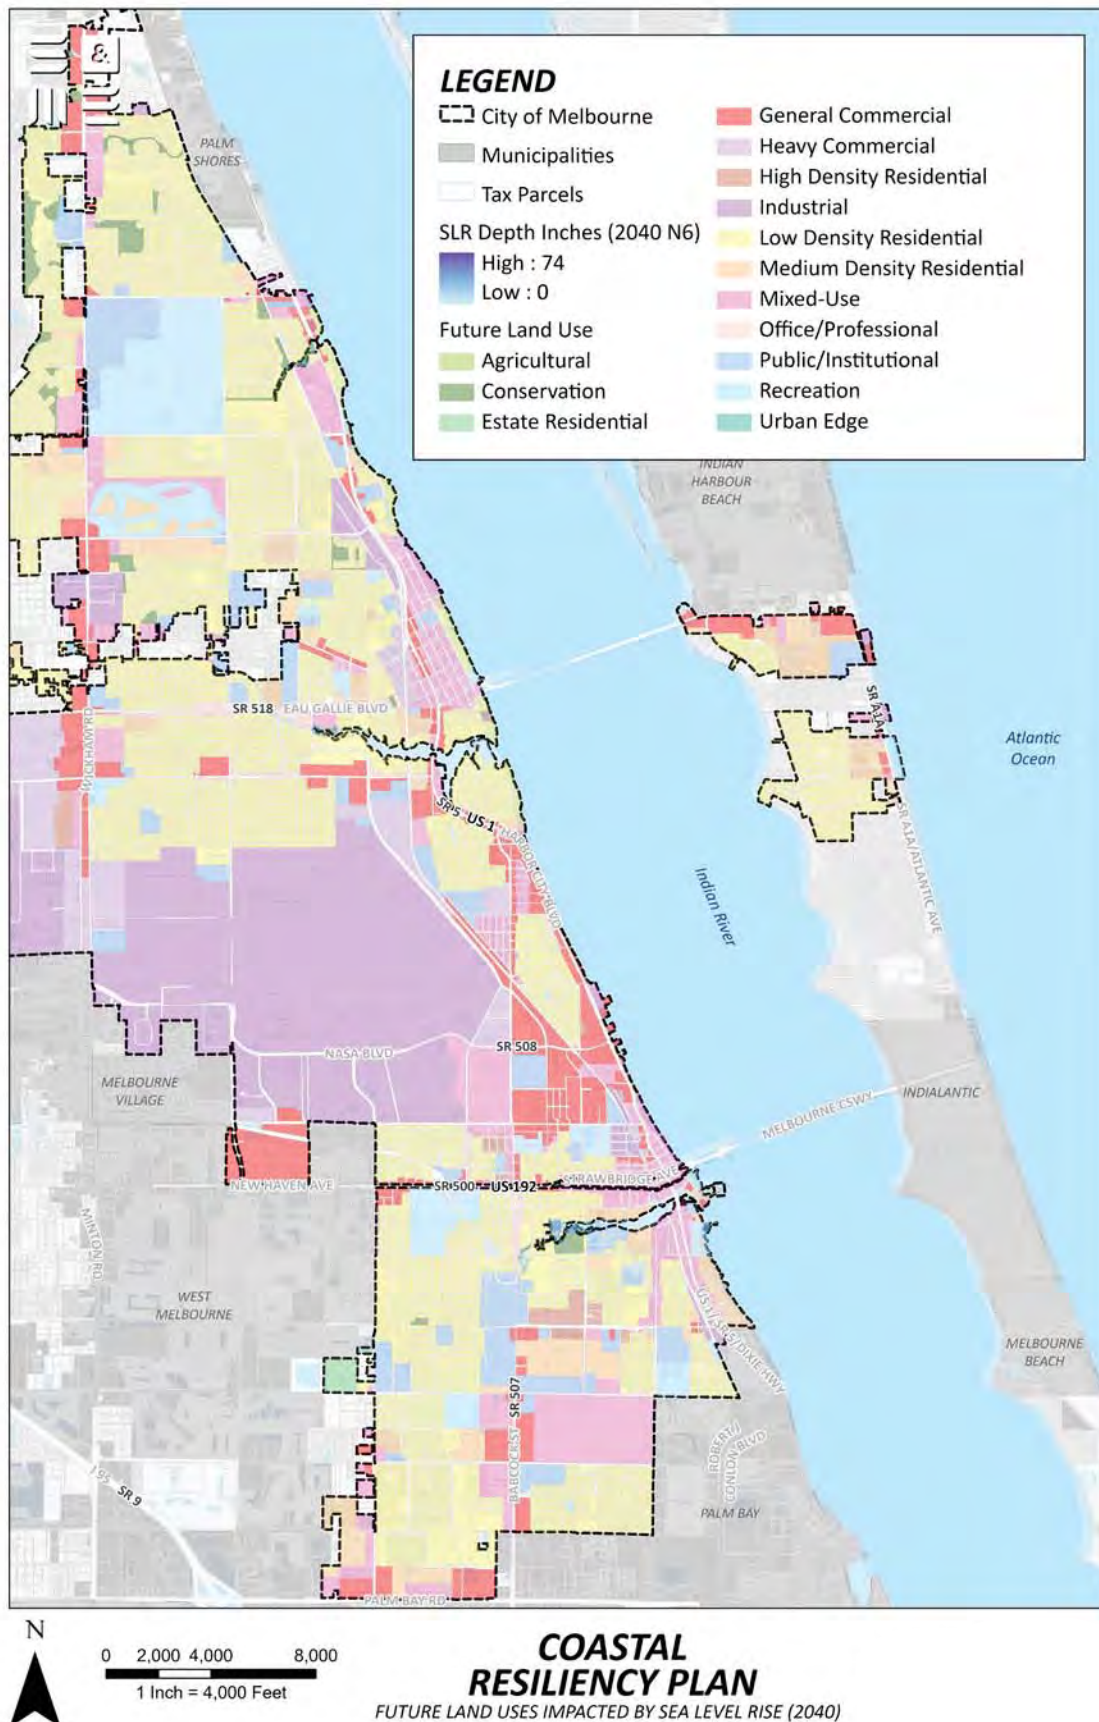 &
PALM
SHORES
LEGEND
City of Melbourne
Municipalities
Tax Parcels
SLR Depth Inches (2040 N6)
High : 74
Low : 0
Future Land Use
Agricultural
Conservation
Estate Residential
General Commercial
Heavy Commercial
High Density Residential
Industrial
Low Density Residential
Medium Density Residential
Mixed-Use
Office/Professional
Public/Institutional
Recreation
Urban Edge
INDIAN
HARBOUR
BEACH
SR 518
EAU GALLIE BLVD
WICKHAM RD
SR A1A
Atlantic
Ocean
SR 5
US 1
HARBOR CITY BLVD
SR A1A/ATLANTIC AVE
Indian River
NASA BLVD
SR 508
MELBOURNE
VILLAGE
INDIALANTIC
MELBOURNE CSWY
STRAWBRIDGE AVE
NEW HAVEN AVE
SR 500
US 192
MINTON RD
WEST
MELBOURNE
US 1/SR 5/DIXIE HWY
MELBOURNE
BEACH
SR 507
BABCOCK ST
ROBERT J
CONLON BLVD
PALM BAY
I 95
SR 9
PALM BAY RD
N
0 2,000 4,000 8,000
1 Inch = 4,000 Feet
COASTAL
RESILIENCY PLAN
FUTURE LAND USES IMPACTED BY SEA LEVEL RISE (2040)